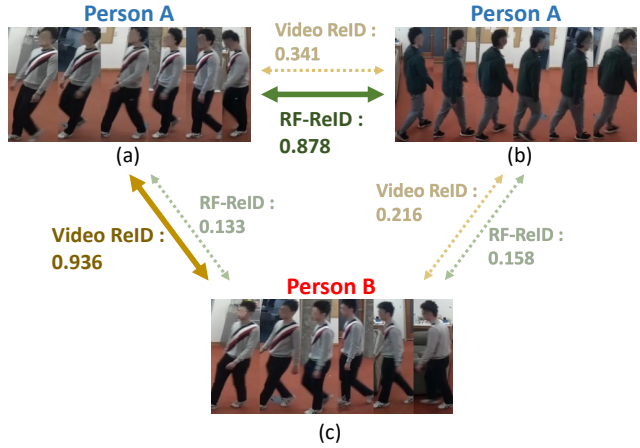 Person A
Person A
Video ReID :
0.341
RF-ReID :
0.878
(a)
(b)
RF-ReID :
0.133
Video ReID :
0.936
Video ReID :
0.216
RF-ReID :
0.158
Person B
(c)